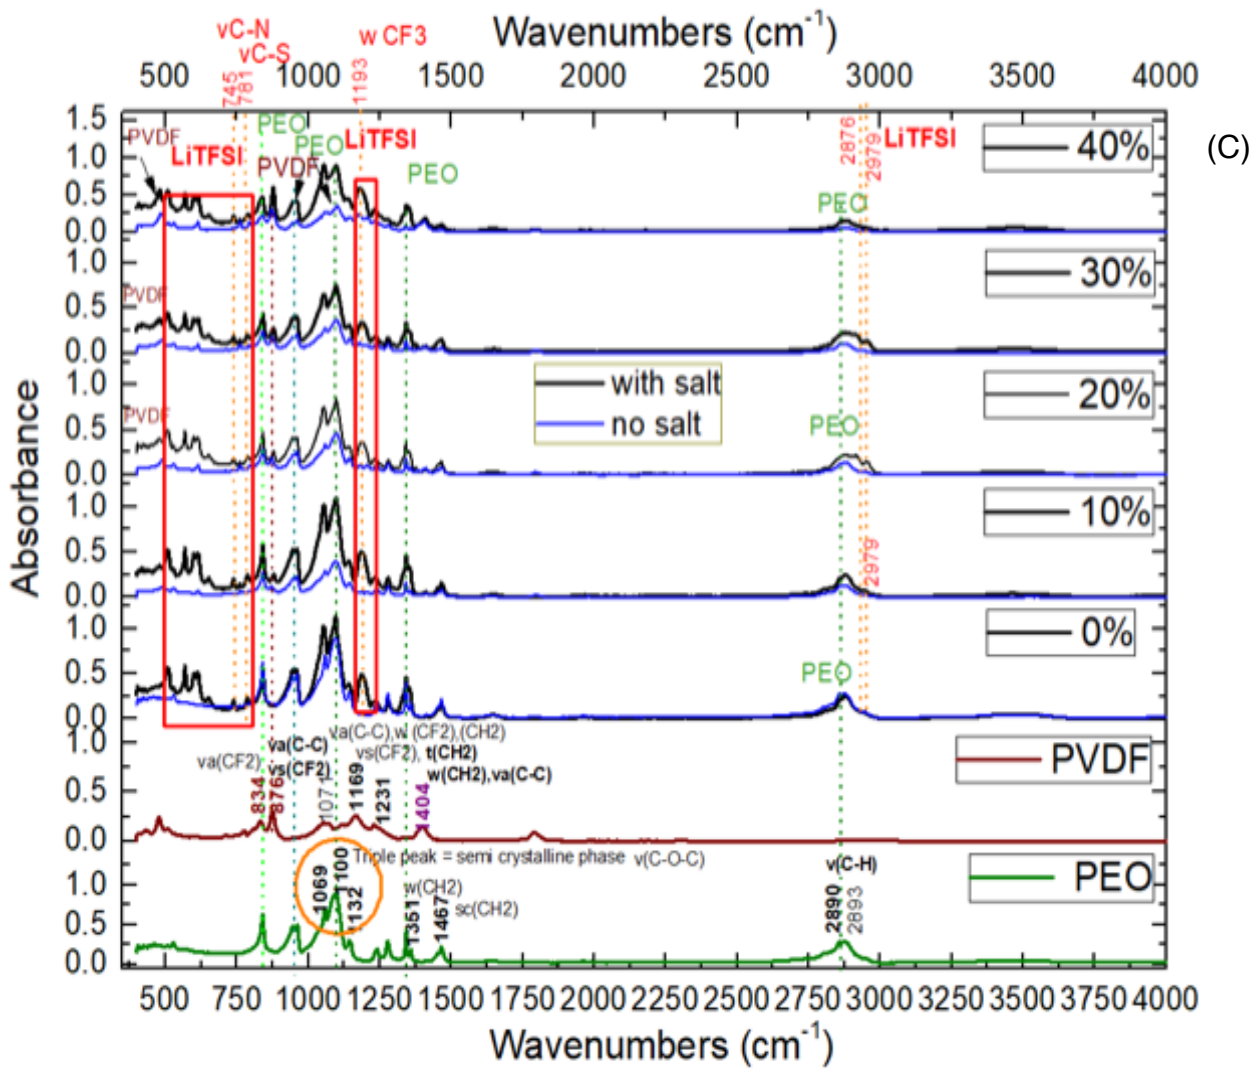 νC-N
νC-S
w CF3
Wavenumbers (cm-1)
500 1000 1500 2000 2500 3000 3500 4000
745
781
1193
1.5
PVDF
LiTFSI
PEO
PEO
LiTFSI
PVDF
PEO
2876
2979
LiTFSI
40%
(C)
1.0
0.5
PEO
0.0
1.0
PVDF
30%
0.5
0.0
with salt
no salt
1.0
PVDF
20%
0.5
PEO
0.0
1.0
10%
0.5
2979
0.0
1.0
0%
0.5
PEO
0.0
Absorbance
va(CF2)
va(C-C)
vs(CF2)
va(C-C),w (CF2),(CH2)
vs(CF2), t(CH2)
w(CH2),va(C-C)
1.0
834
876
1071
1169
1231
1404
PVDF
0.5
0.0
Triple peak = semi crystalline phase v(C-O-C)
1069
1100
1132
w(CH2)
1351
1467
sc(CH2)
v(C-H)
2890
2893
PEO
1.0
0.5
0.0
500 750 1000 1250 1500 1750 2000 2250 2500 2750 3000 3250 3500 3750 4000
Wavenumbers (cm-1)